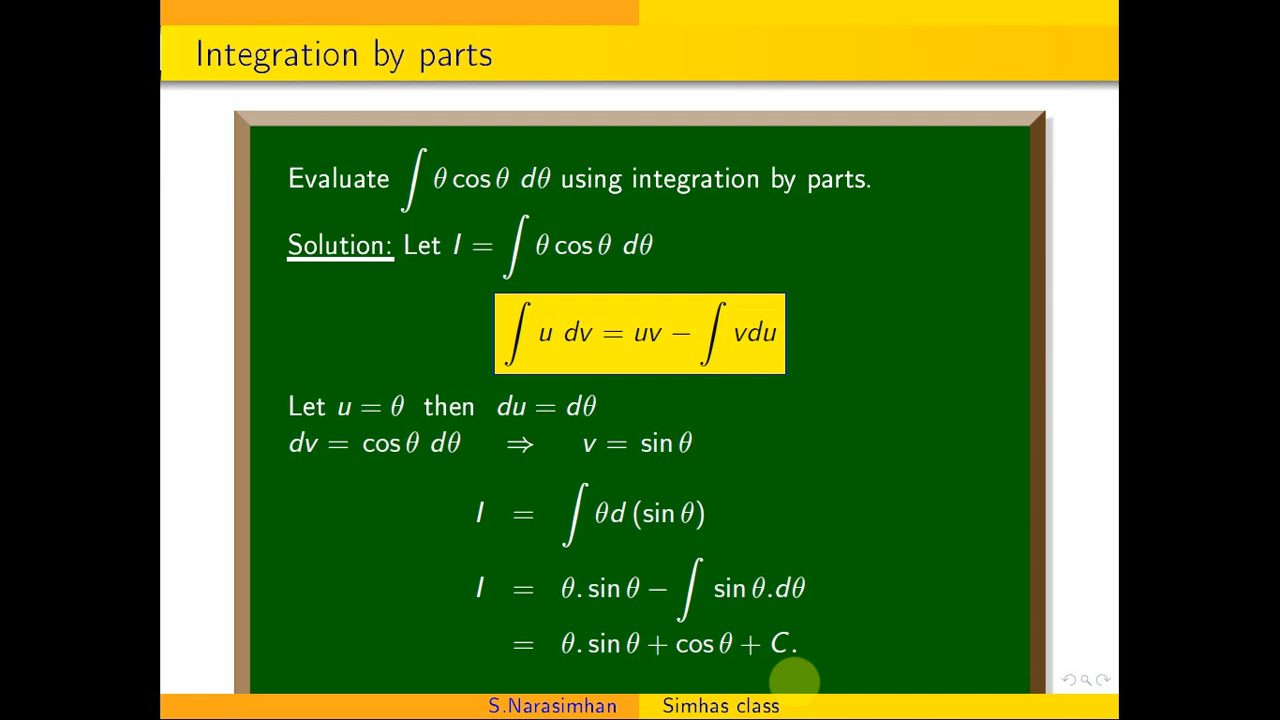 Integration by parts
Evaluate ∫ θ cos θ dθ using integration by parts.
Solution: Let I = ∫ θ cos θ dθ
∫ u dv = uv − ∫ vdu
Let u = θ then du = dθ
dv = cos θ dθ ⇒ v = sin θ
I = ∫ θd (sin θ)
I = θ. sin θ − ∫ sin θ.dθ
= θ. sin θ + cos θ + C.
S.Narasimhan Simhas class